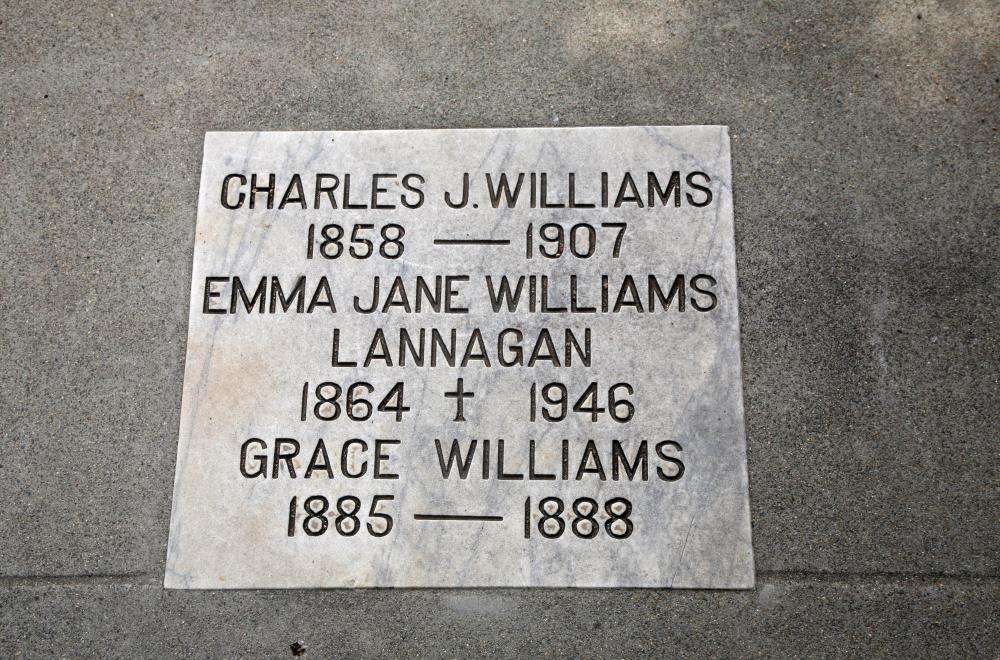 CHARLES J. WILLIAMS
1858 — 1907
EMMA JANE WILLIAMS
LANNAGAN
1864 † 1946
GRACE WILLIAMS
1885 — 1888